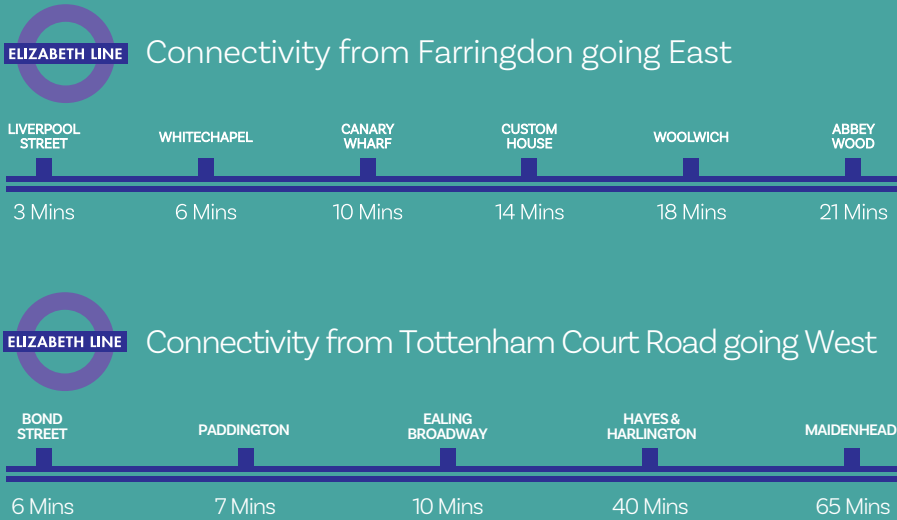 ELIZABETH LINE
Connectivity from Farringdon going East
LIVERPOOL
STREET
WHITECHAPEL
CANARY
WHARF
CUSTOM
HOUSE
WOOLWICH
ABBEY
WOOD
3 Mins
6 Mins
10 Mins
14 Mins
18 Mins
21 Mins
ELIZABETH LINE
Connectivity from Tottenham Court Road going West
BOND
STREET
PADDINGTON
EALING
BROADWAY
HAYES &
HARLINGTON
MAIDENHEAD
6 Mins
7 Mins
10 Mins
40 Mins
65 Mins